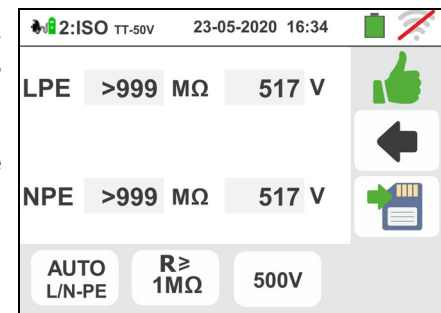 2:ISO TT-50V 23-05-2020 16:34
LPE >999 MΩ 517 V
NPE >999 MΩ 517 V
AUTO L/N-PE
R≥ 1MΩ
500V